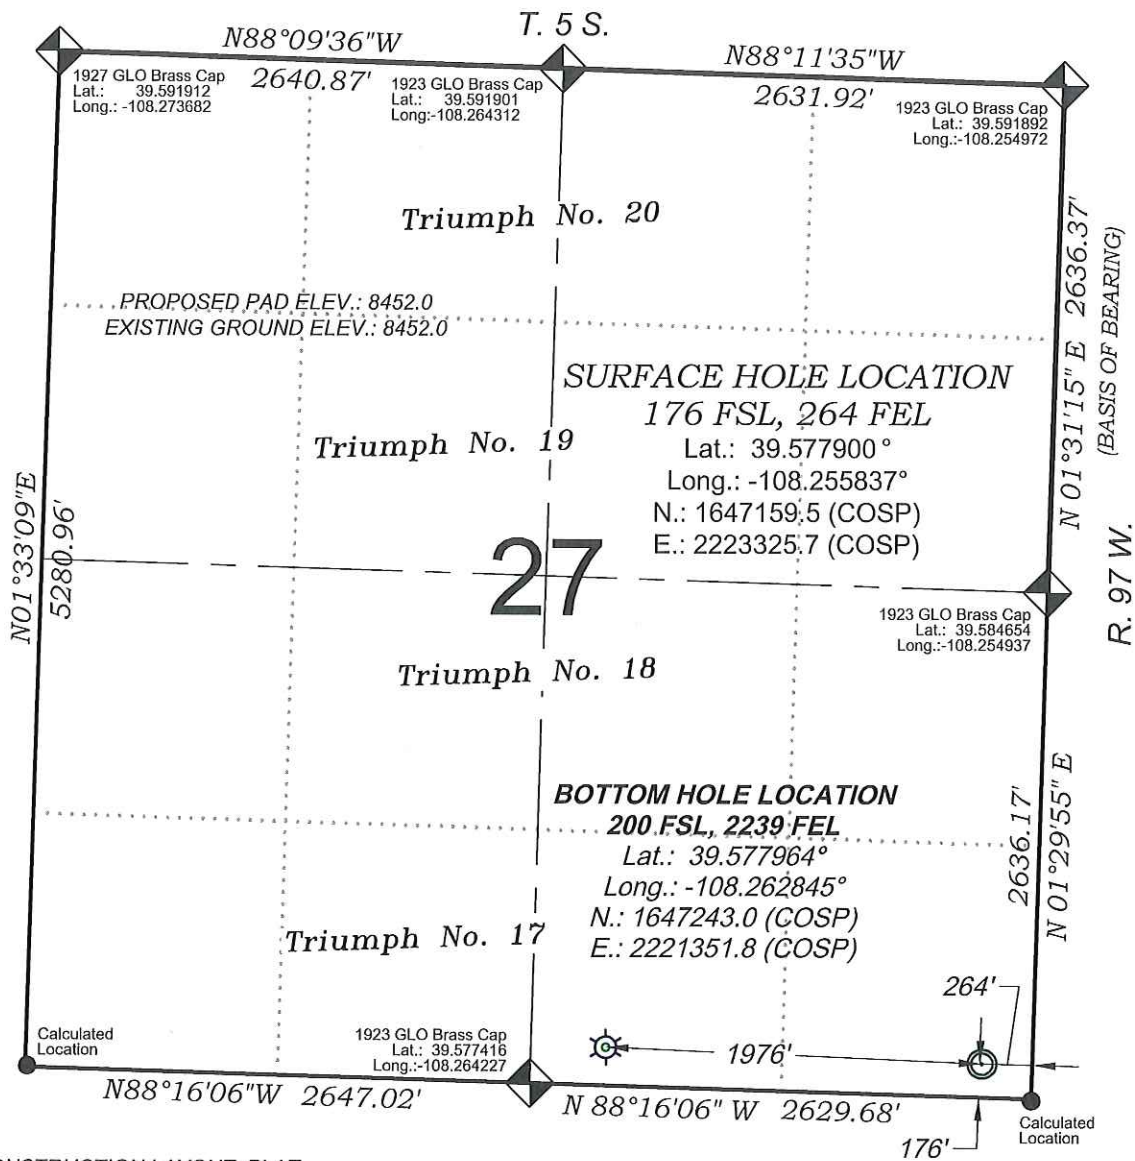 T. 5 S.
N88°09'36"W
2640.87'
N88°11'35"W
2631.92'
1927 GLO Brass Cap
Lat.: 39.591912
Long.: -108.273682
1923 GLO Brass Cap
Lat.: 39.591901
Long:-108.264312
1923 GLO Brass Cap
Lat.: 39.591892
Long.:-108.254972
Triumph No. 20
N 01°31'15" E 2636.37'
(BASIS OF BEARING)
PROPOSED PAD ELEV.: 8452.0
EXISTING GROUND ELEV.: 8452.0
SURFACE HOLE LOCATION
176 FSL, 264 FEL
Lat.: 39.577900°
Long.: -108.255837°
N.: 1647159.5 (COSP)
E.: 2223325.7 (COSP)
Triumph No. 19
N01°33'09"E
5280.96'
27
R. 97 W.
1923 GLO Brass Cap
Lat.: 39.584654
Long.:-108.254937
Triumph No. 18
BOTTOM HOLE LOCATION
200 FSL, 2239 FEL
Lat.: 39.577964°
Long.: -108.262845°
N.: 1647243.0 (COSP)
E.: 2221351.8 (COSP)
2636.17'
N 01°29'55" E
Triumph No. 17
264'
Calculated
Location
1923 GLO Brass Cap
Lat.: 39.577416
Long.:-108.264227
1976'
N88°16'06"W 2647.02'
N 88°16'06" W 2629.68'
176'
Calculated
Location